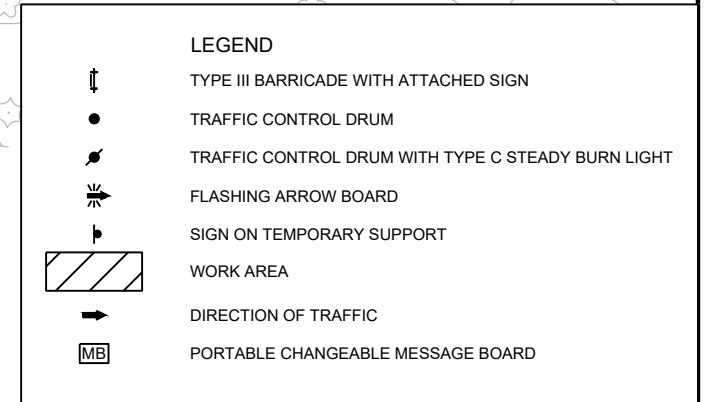 LEGEND
TYPE III BARRICADE WITH ATTACHED SIGN
TRAFFIC CONTROL DRUM
TRAFFIC CONTROL DRUM WITH TYPE C STEADY BURN LIGHT
FLASHING ARROW BOARD
SIGN ON TEMPORARY SUPPORT
WORK AREA
DIRECTION OF TRAFFIC
MB PORTABLE CHANGEABLE MESSAGE BOARD